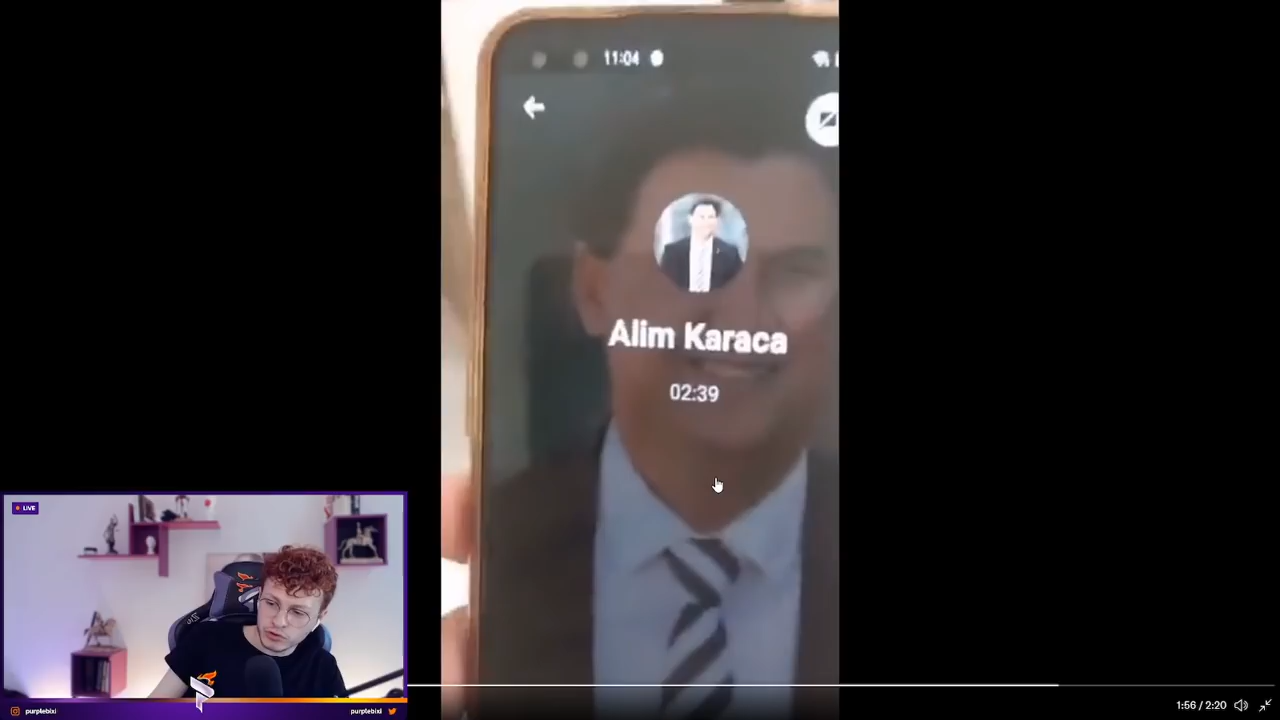 11:04
Alim Karaca
02:39
LIVE
purplebixi
purplebixi
1:56 / 2:20